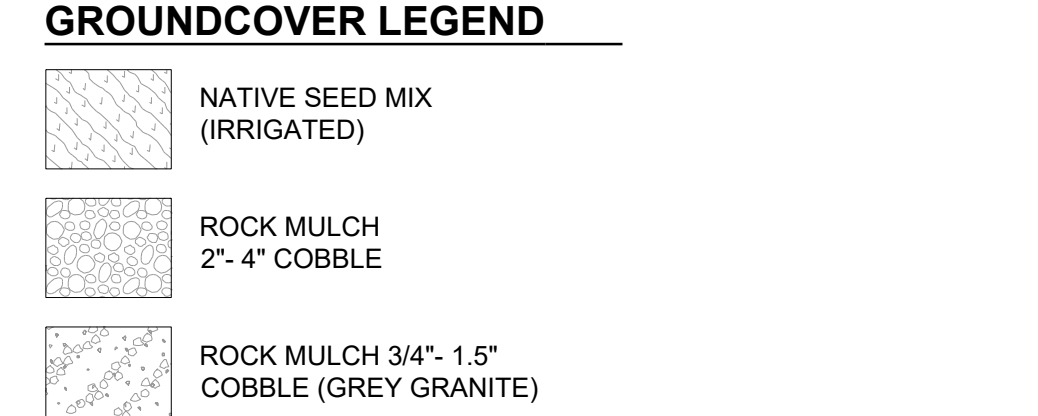 GROUNDCOVER LEGEND
NATIVE SEED MIX
(IRRIGATED)
ROCK MULCH
2"- 4" COBBLE
ROCK MULCH 3/4"- 1.5"
COBBLE (GREY GRANITE)